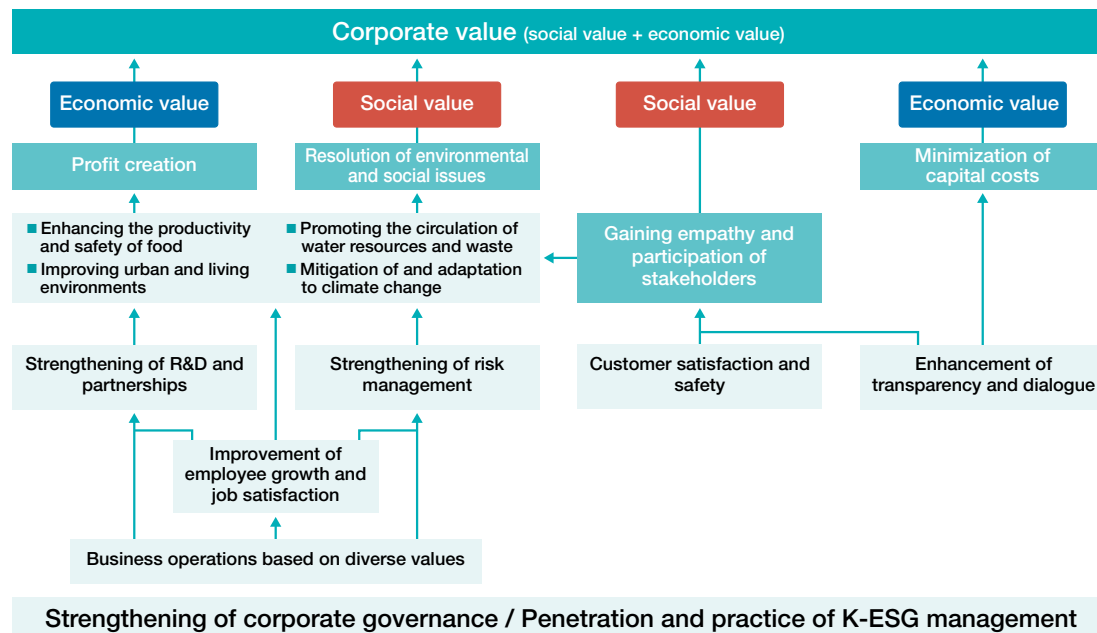 Corporate value (social value + economic value)
Economic value
Social value
Social value
Economic value
Profit creation
Resolution of environmental
and social issues
Minimization of
capital costs
Enhancing the productivity
and safety of food
Improving urban and living
environments
Promoting the circulation of
water resources and waste
Mitigation of and adaptation
to climate change
Gaining empathy and
participation of
stakeholders
Strengthening of R&D and
partnerships
Strengthening of risk
management
Customer satisfaction and
safety
Enhancement of
transparency and dialogue
Improvement of
employee growth and
job satisfaction
Business operations based on diverse values
Strengthening of corporate governance / Penetration and practice of K-ESG management